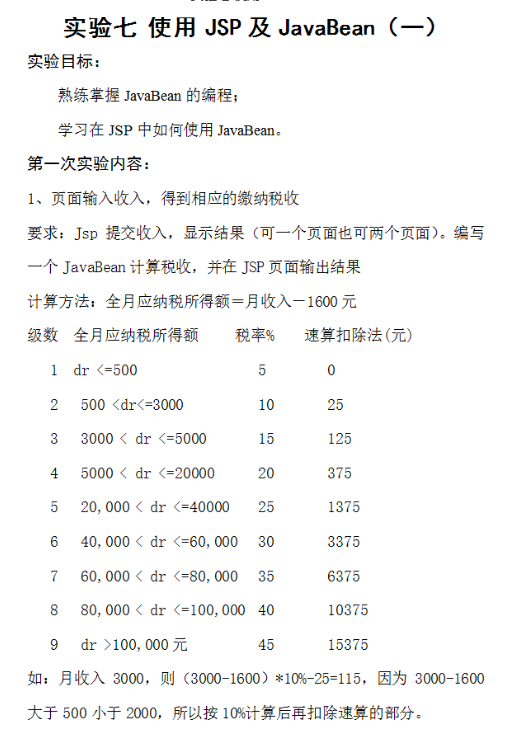 实验七 使用 JSP 及 JavaBean（一）
实验目标：
熟练掌握 JavaBean 的编程；
学习在 JSP 中如何使用 JavaBean。
第一次实验内容：
1、页面输入收入，得到相应的缴纳税收
要求：Jsp 提交收入，显示结果（可一个页面也可两个页面）。编写
一个 JavaBean 计算税收，并在 JSP 页面输出结果
计算方法：全月应纳税所得额＝月收入－1600 元
级数 全月应纳税所得额 税率% 速算扣除法(元)
1 dr <=500 5 0
2 500 <dr<=3000 10 25
3 3000 < dr <=5000 15 125
4 5000 < dr <=20000 20 375
5 20,000 < dr <=40000 25 1375
6 40,000 < dr <=60,000 30 3375
7 60,000 < dr <=80,000 35 6375
8 80,000 < dr <=100,000 40 10375
9 dr >100,000 元 45 15375
如：月收入 3000，则（3000-1600）*10%-25=115，因为 3000-1600
大于 500 小于 2000，所以按 10%计算后再扣除速算的部分。